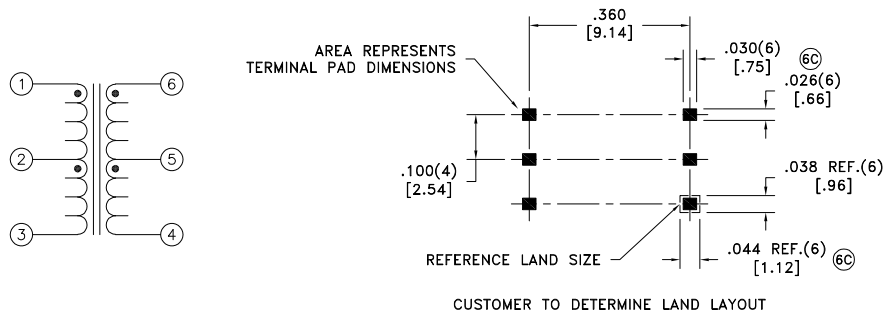 1
2
3
6
5
4
AREA REPRESENTS
TERMINAL PAD DIMENSIONS
.360
[9.14]
.030(6)
[.75]
6C
.026(6)
[.66]
.100(4)
[2.54]
.038 REF.(6)
[.96]
REFERENCE LAND SIZE
.044 REF.(6)
[1.12]
6C
CUSTOMER TO DETERMINE LAND LAYOUT